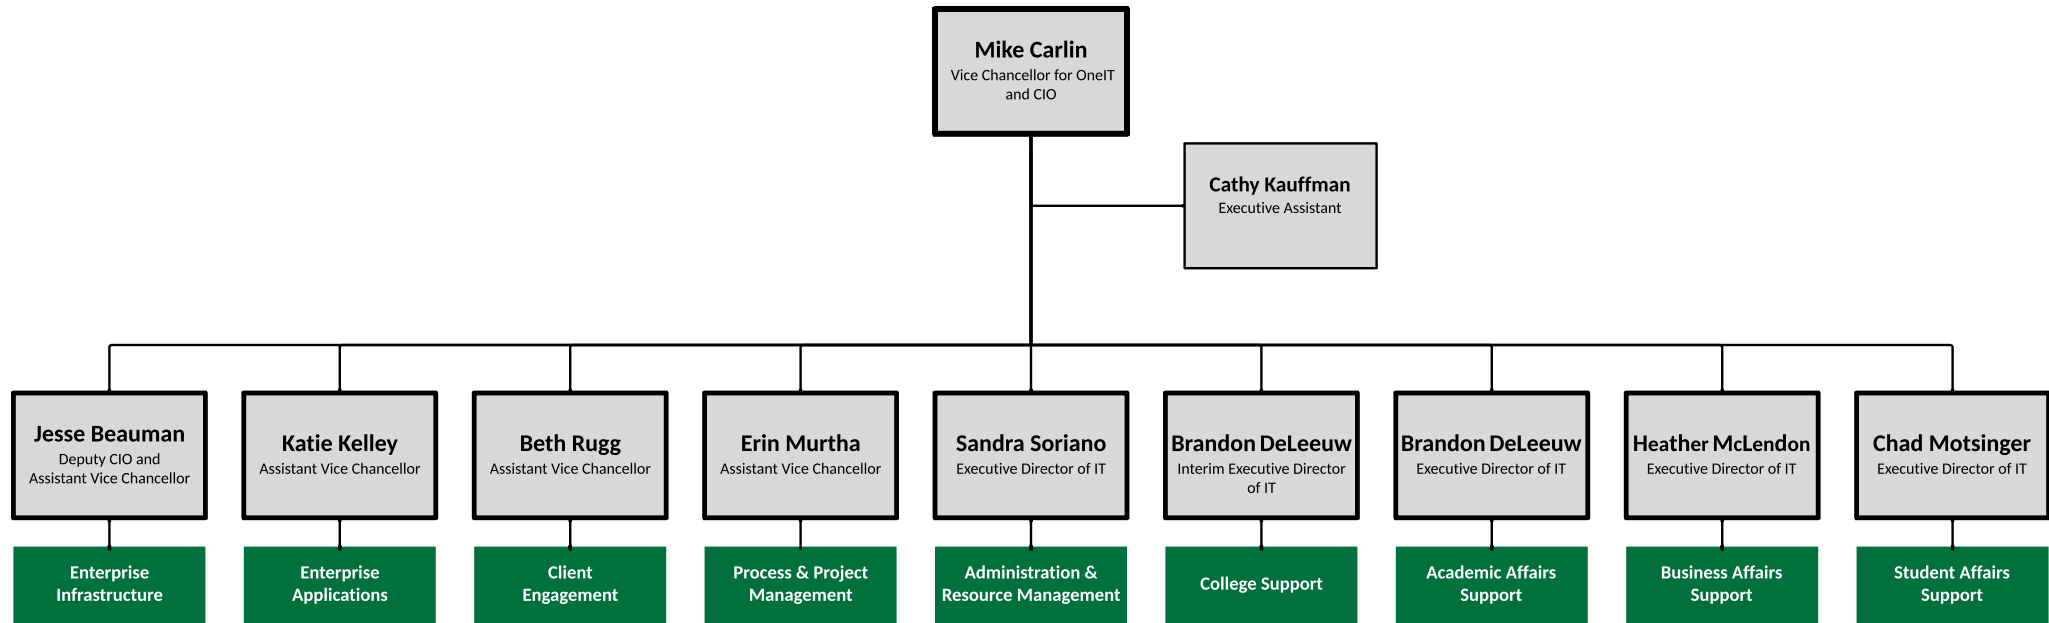 Mike Carlin
Vice Chancellor for OneIT
and CIO
Cathy Kauffman
Executive Assistant
Jesse Beauman
Deputy CIO and
Assistant Vice Chancellor
Katie Kelley
Assistant Vice Chancellor
Beth Rugg
Assistant Vice Chancellor
Erin Murtha
Assistant Vice Chancellor
Sandra Soriano
Executive Director of IT
Brandon DeLeeuw
Interim Executive Director
of IT
Brandon DeLeeuw
Executive Director of IT
Heather McLendon
Executive Director of IT
Chad Motsinger
Executive Director of IT
Enterprise
Infrastructure
Enterprise
Applications
Client
Engagement
Process & Project
Management
Administration &
Resource Management
College Support
Academic Affairs
Support
Business Affairs
Support
Student Affairs
Support